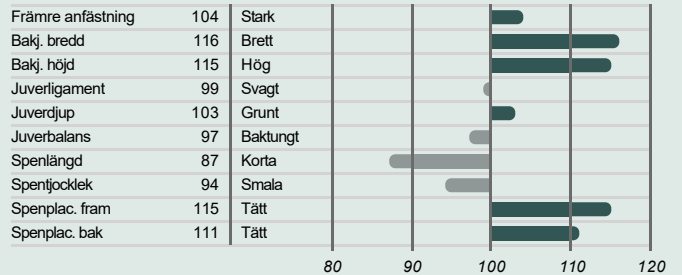 Främre anfästning 104 Stark
Bakj. bredd 116 Brett
Bakj. höjd 115 Hög
Juverligament 99 Svagt
Juverdjup 103 Grunt
Juverbalans 97 Baktungt
Spenlängd 87 Korta
Spentjocklek 94 Smala
Spenplac. fram 115 Tätt
Spenplac. bak 111 Tätt
80 90 100 110 120